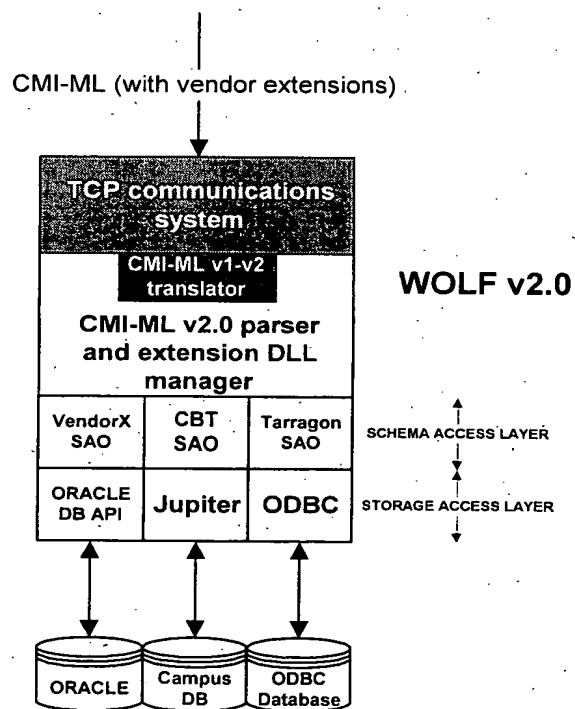 CMI-ML (with vendor extensions)
TCP communications
system
CMI-ML v1-v2
translator
WOLF v2.0
CMI-ML v2.0 parser
and extension DLL
manager
VendorX
SAO
CBT
SAO
Tarragon
SAO
SCHEMA ACCESS LAYER
ORACLE
DB API
Jupiter
ODBC
STORAGE ACCESS LAYER
ORACLE
Campus
DB
ODBC
Database